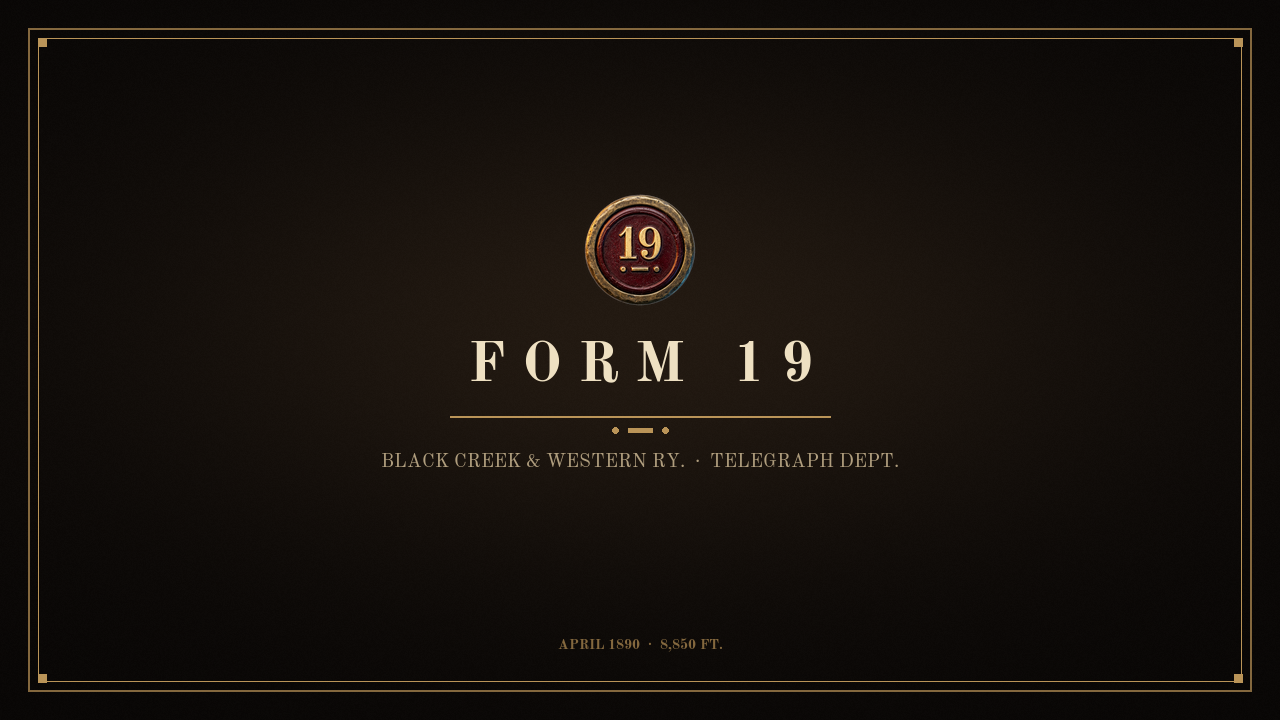 19
FORM 19
BLACK CREEK & WESTERN RY. · TELEGRAPH DEPT.
APRIL 1890 · 8,850 FT.